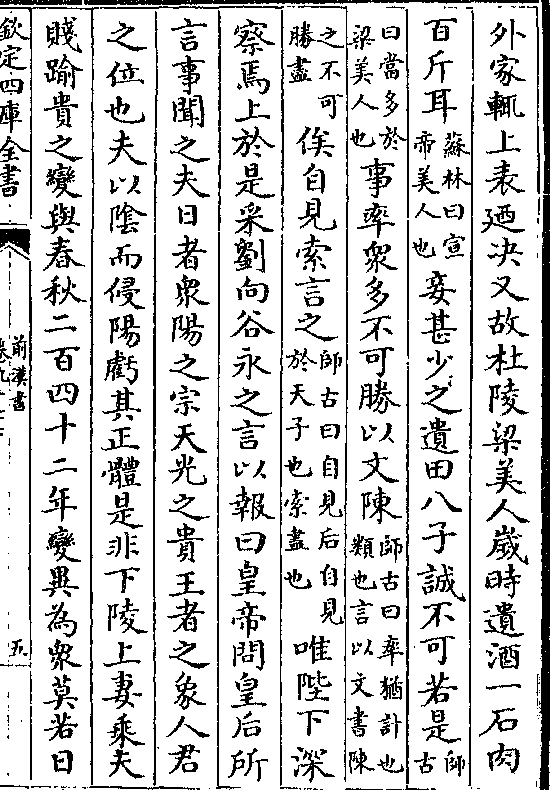 外家輒上表廼決又故杜陵梁美人嵗時遺酒一石肉
百斤耳蘇林曰宣帝美人也妾甚少之遺田八子誠不可若是師古
曰當多於梁美人也事率衆多不可勝以文陳師古曰率猶計也類也言以文書陳
之不可勝盡俟自見索言之師古曰自見后自見於天子也索盡也唯陛下深
察焉上於是采劉向谷永之言以報曰皇帝問皇后所
言事聞之夫日者衆陽之宗天光之貴王者之象人君
之位也夫以陰而侵陽虧其正體是非下陵上妻乘夫
賤踰貴之變與春秋二百四十二年變異為衆莫若日
欽定四庫全書
前漢書
五